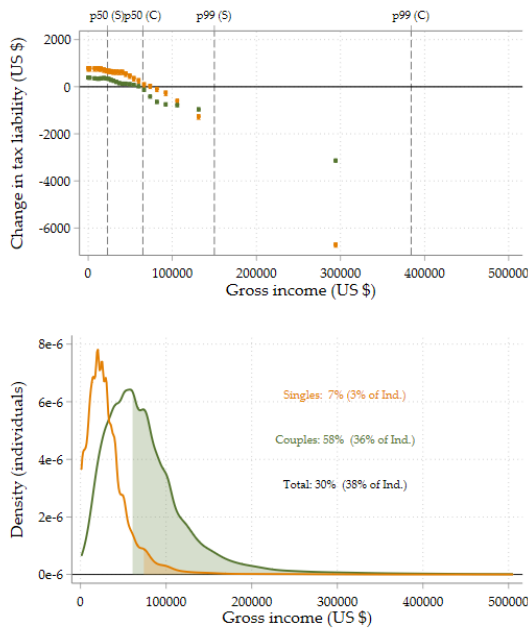 p50 (S)p50 (C) p99 (S) p99 (C)
2000
0
-2000
-4000
-6000
Change in tax liability (US $)
0 100000 200000 300000 400000 500000
Gross income (US $)
8e-6
6e-6
4e-6
2e-6
0e-6
Density (individuals)
Singles: 7% (3% of Ind.)
Couples: 58% (36% of Ind.)
Total: 30% (38% of Ind.)
0 100000 200000 300000 400000 500000
Gross income (US $)